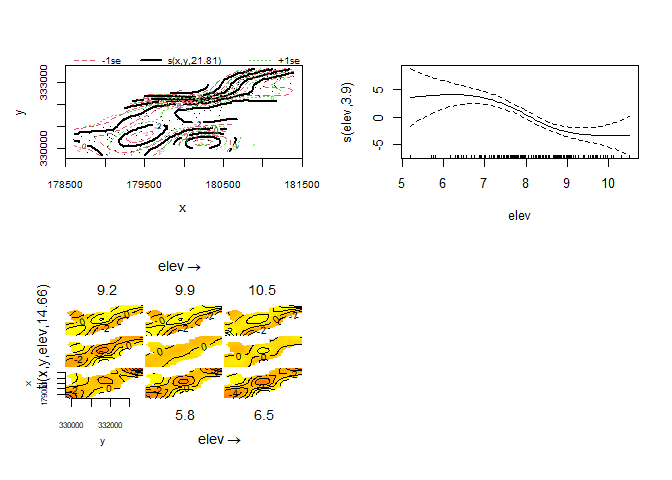 -1se s(x,y,21.81) +1se
y
330000 333000
178500 179500 180500 181500
x
s(elev,3.9)
-5 0 5
5 6 7 8 9 10
elev
elev→
9.2 9.9 10.5
ti(x,y,elev,14.66)
x
330000 332000
5.8 6.5
y
elev→